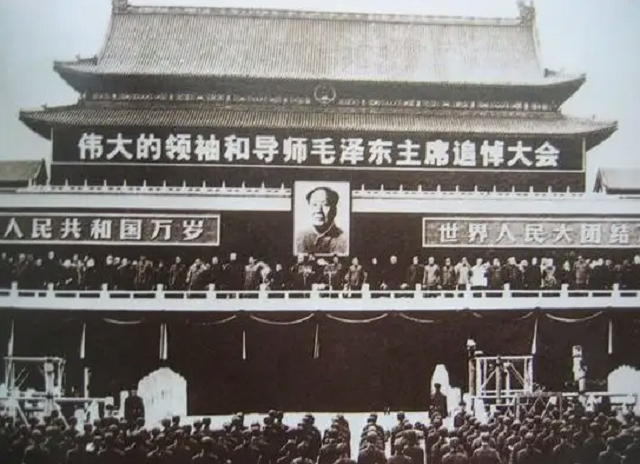 伟大的领袖和导师毛泽东主席追悼大会
人民共和国万岁
世界人民大团结